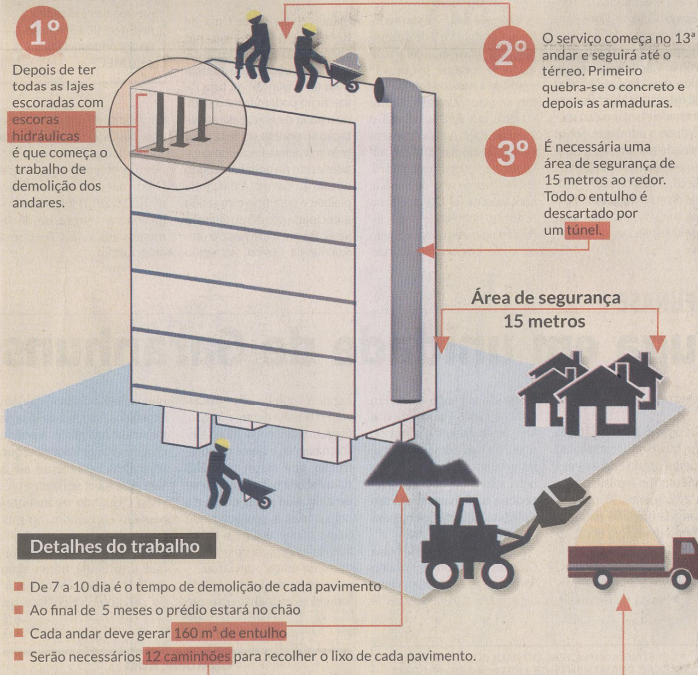 1º
Depois de ter
todas as lajes
escoradas com
escoras
hidráulicas
é que começa o
trabalho de
demolição dos
andares.
2º
O serviço começa no 13ª
andar e seguirá até o
térreo. Primeiro
quebra-se o concreto e
depois as armaduras.
3º
É necessária uma
área de segurança de
15 metros ao redor.
Todo o entulho é
descartado por
um túnel.
Área de segurança
15 metros
Detalhes do trabalho
De 7 a 10 dia é o tempo de demolição de cada pavimento
Ao final de 5 meses o prédio estará no chão
Cada andar deve gerar 160 m³ de entulho
Serão necessários 12 caminhões para recolher o lixo de cada pavimento.